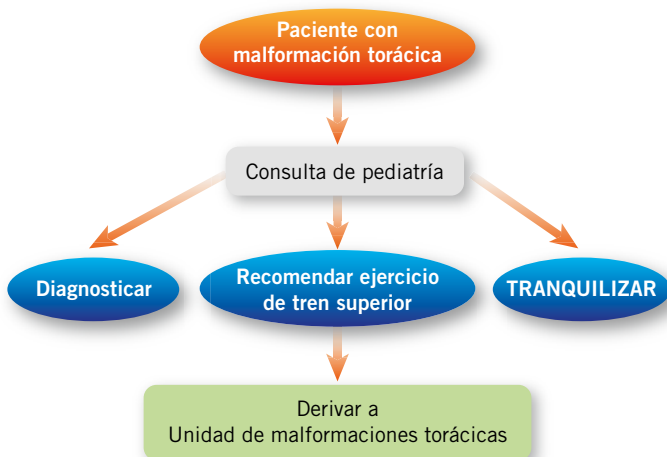 Paciente con
malformación torácica
Consulta de pediatría
Diagnosticar
Recomendar ejercicio
de tren superior
TRANQUILIZAR
Derivar a
Unidad de malformaciones torácicas